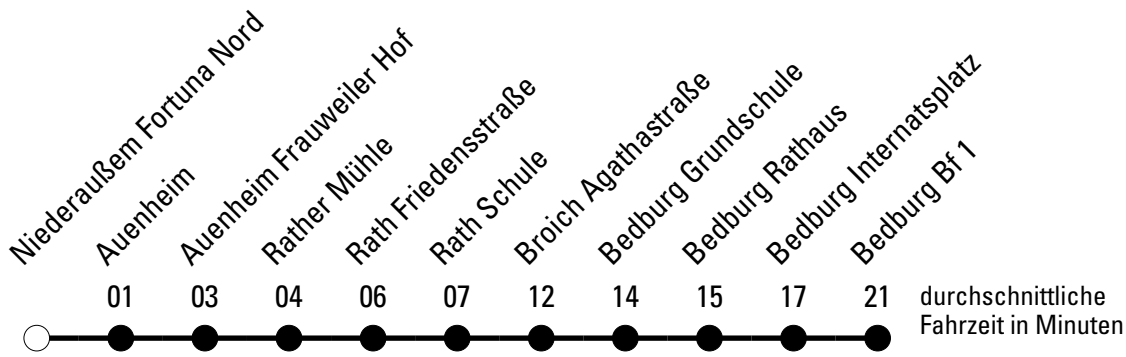 Niederaußem Fortuna Nord
Auenheim
Auenheim Frauweiler Hof
Rather Mühle
Rath Friedensstraße
Rath Schule
Broich Agathastraße
Bedburg Grundschule
Bedburg Rathaus
Bedburg Internatsplatz
Bedburg Bf 1
01 03 04 06 07 12 14 15 17 21 durchschnittliche
Fahrzeit in Minuten